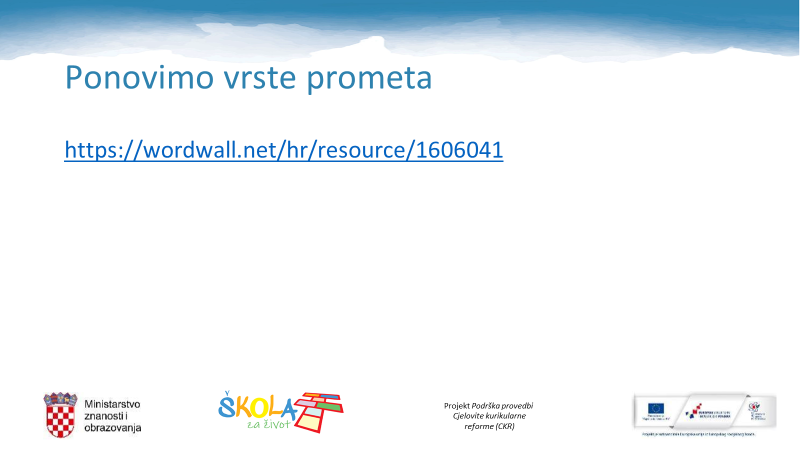 Ponovimo vrste prometa
https://wordwall.net/hr/resource/1606041
Ministarstvo
znanosti i
obrazovanja
ŠKOLA
za život
Projekt Podrška provedbi
Cjelovite kurikularne
reforme (CKR)